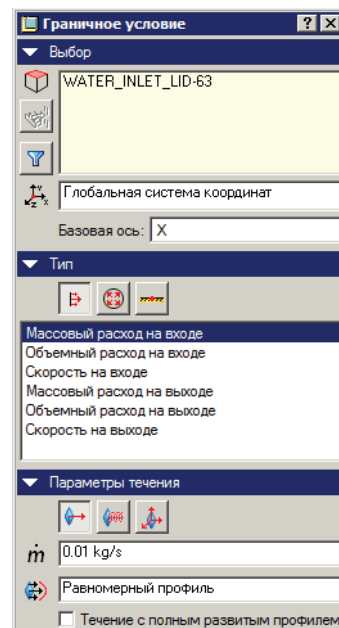 Граничное условие
Выбор
WATER_INLET_LID-63
Глобальная система координат
Базовая ось: X
Тип
Массовый расход на входе
Объемный расход на входе
Скорость на входе
Массовый расход на выходе
Объемный расход на выходе
Скорость на выходе
Параметры течения
ṁ 0.01 kg/s
Равномерный профиль
Течение с полным развитым профилем